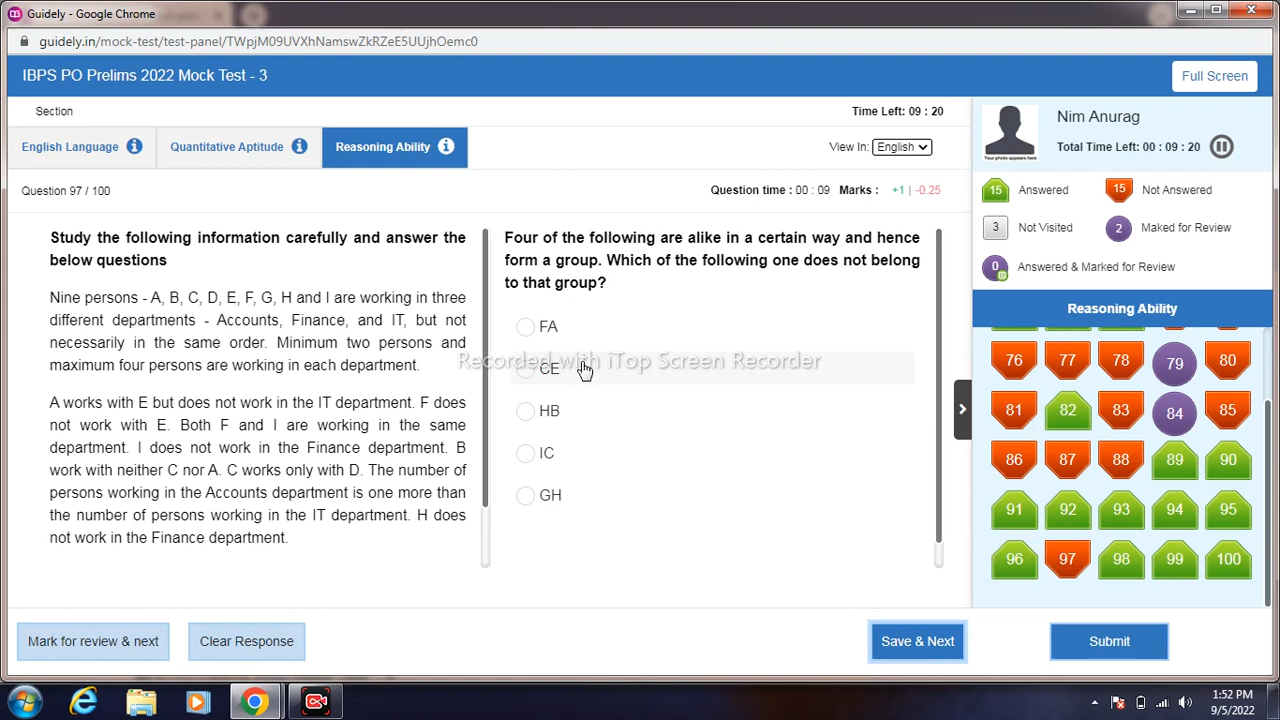 Guidely - Google Chrome
guidely.in/mock-test/test-panel/TWpjM09UVXhNamswZkRZeE5UUjhOemc0
IBPS PO Prelims 2022 Mock Test - 3
Full Screen
Section
Time Left: 09 : 20
English Language
Quantitative Aptitude
Reasoning Ability
View In: English
Question 97 / 100
Question time : 00 : 09 Marks : +1 | -0.25
Study the following information carefully and answer the
below questions
Nine persons - A, B, C, D, E, F, G, H and I are working in three
different departments - Accounts, Finance, and IT, but not
necessarily in the same order. Minimum two persons and
maximum four persons are working in each department.
A works with E but does not work in the IT department. F does
not work with E. Both F and I are working in the same
department. I does not work in the Finance department. B
work with neither C nor A. C works only with D. The number of
persons working in the Accounts department is one more than
the number of persons working in the IT department. H does
not work in the Finance department.
Four of the following are alike in a certain way and hence
form a group. Which of the following one does not belong
to that group?
FA
CE
HB
IC
GH
Recorded with iTop Screen Recorder
Nim Anurag
Your photo appears here
Total Time Left: 00 : 09 : 20
15 Answered
15 Not Answered
3 Not Visited
2 Maked for Review
0 Answered & Marked for Review
Reasoning Ability
76 77 78 79 80
81 82 83 84 85
86 87 88 89 90
91 92 93 94 95
96 97 98 99 100
Mark for review & next
Clear Response
Save & Next
Submit
1:52 PM
9/5/2022